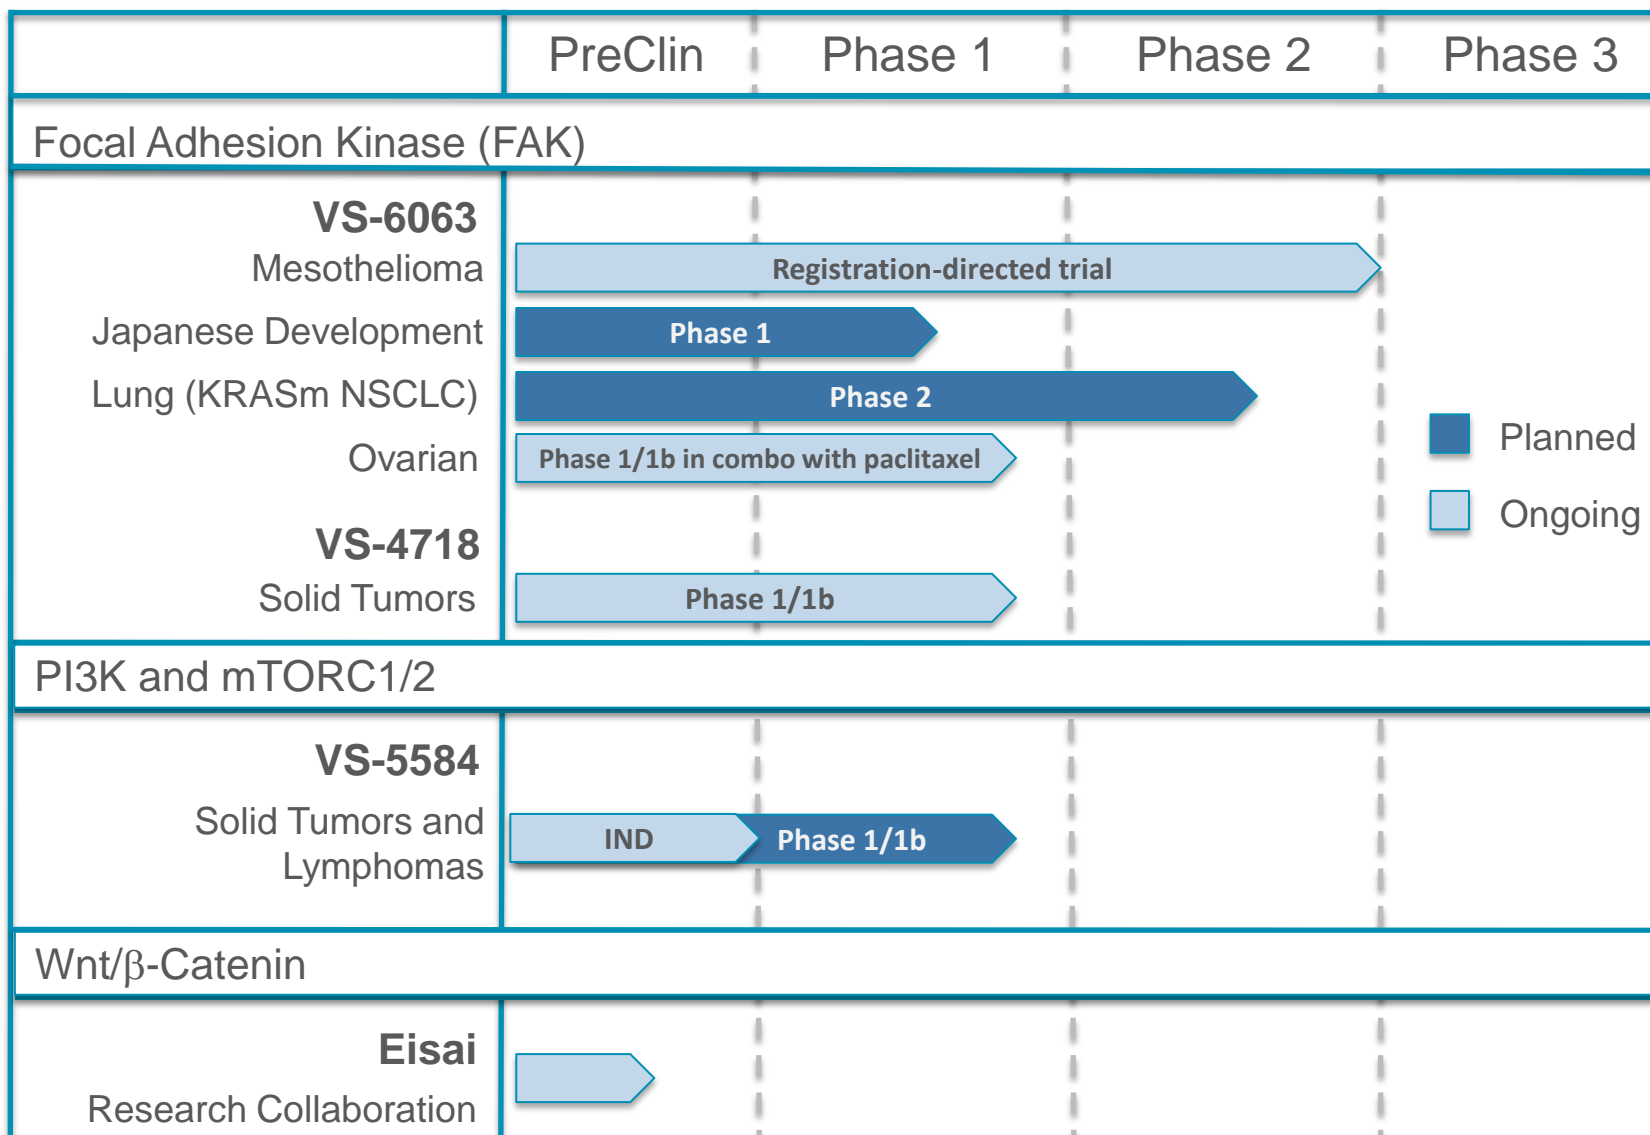 PreClin Phase 1 Phase 2 Phase 3
Focal Adhesion Kinase (FAK)
VS-6063
Mesothelioma Registration-directed trial
Japanese Development Phase 1
Lung (KRASm NSCLC) Phase 2
Planned
Ovarian Phase 1/1b in combo with paclitaxel
Ongoing
VS-4718
Solid Tumors Phase 1/1b
PI3K and mTORC1/2
VS-5584
Solid Tumors and
Lymphomas
IND Phase 1/1b
Wnt/β-Catenin
Eisai
Research Collaboration